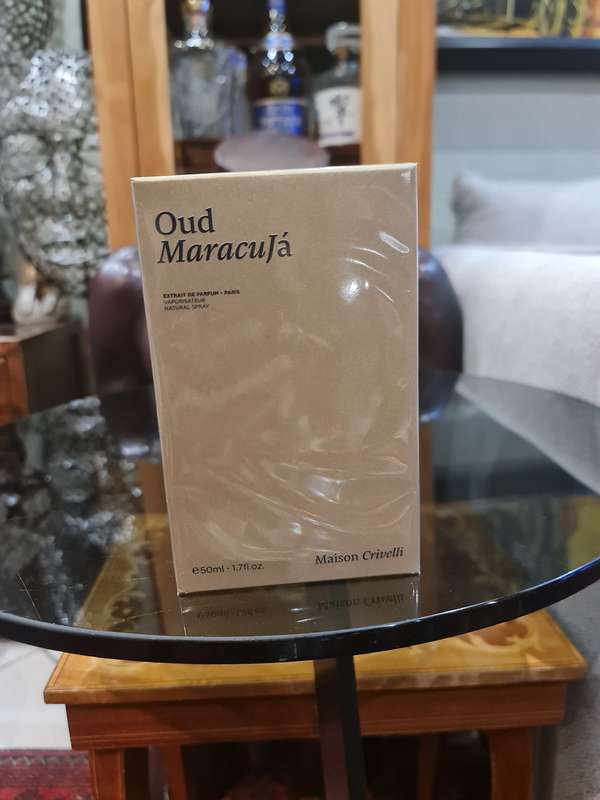 Oud
MaracuJá
EXTRAIT DE PARFUM - PARIS
VAPORISATEUR
NATURAL SPRAY
℮50ml - 1.7fl.oz.
Maison Crivelli